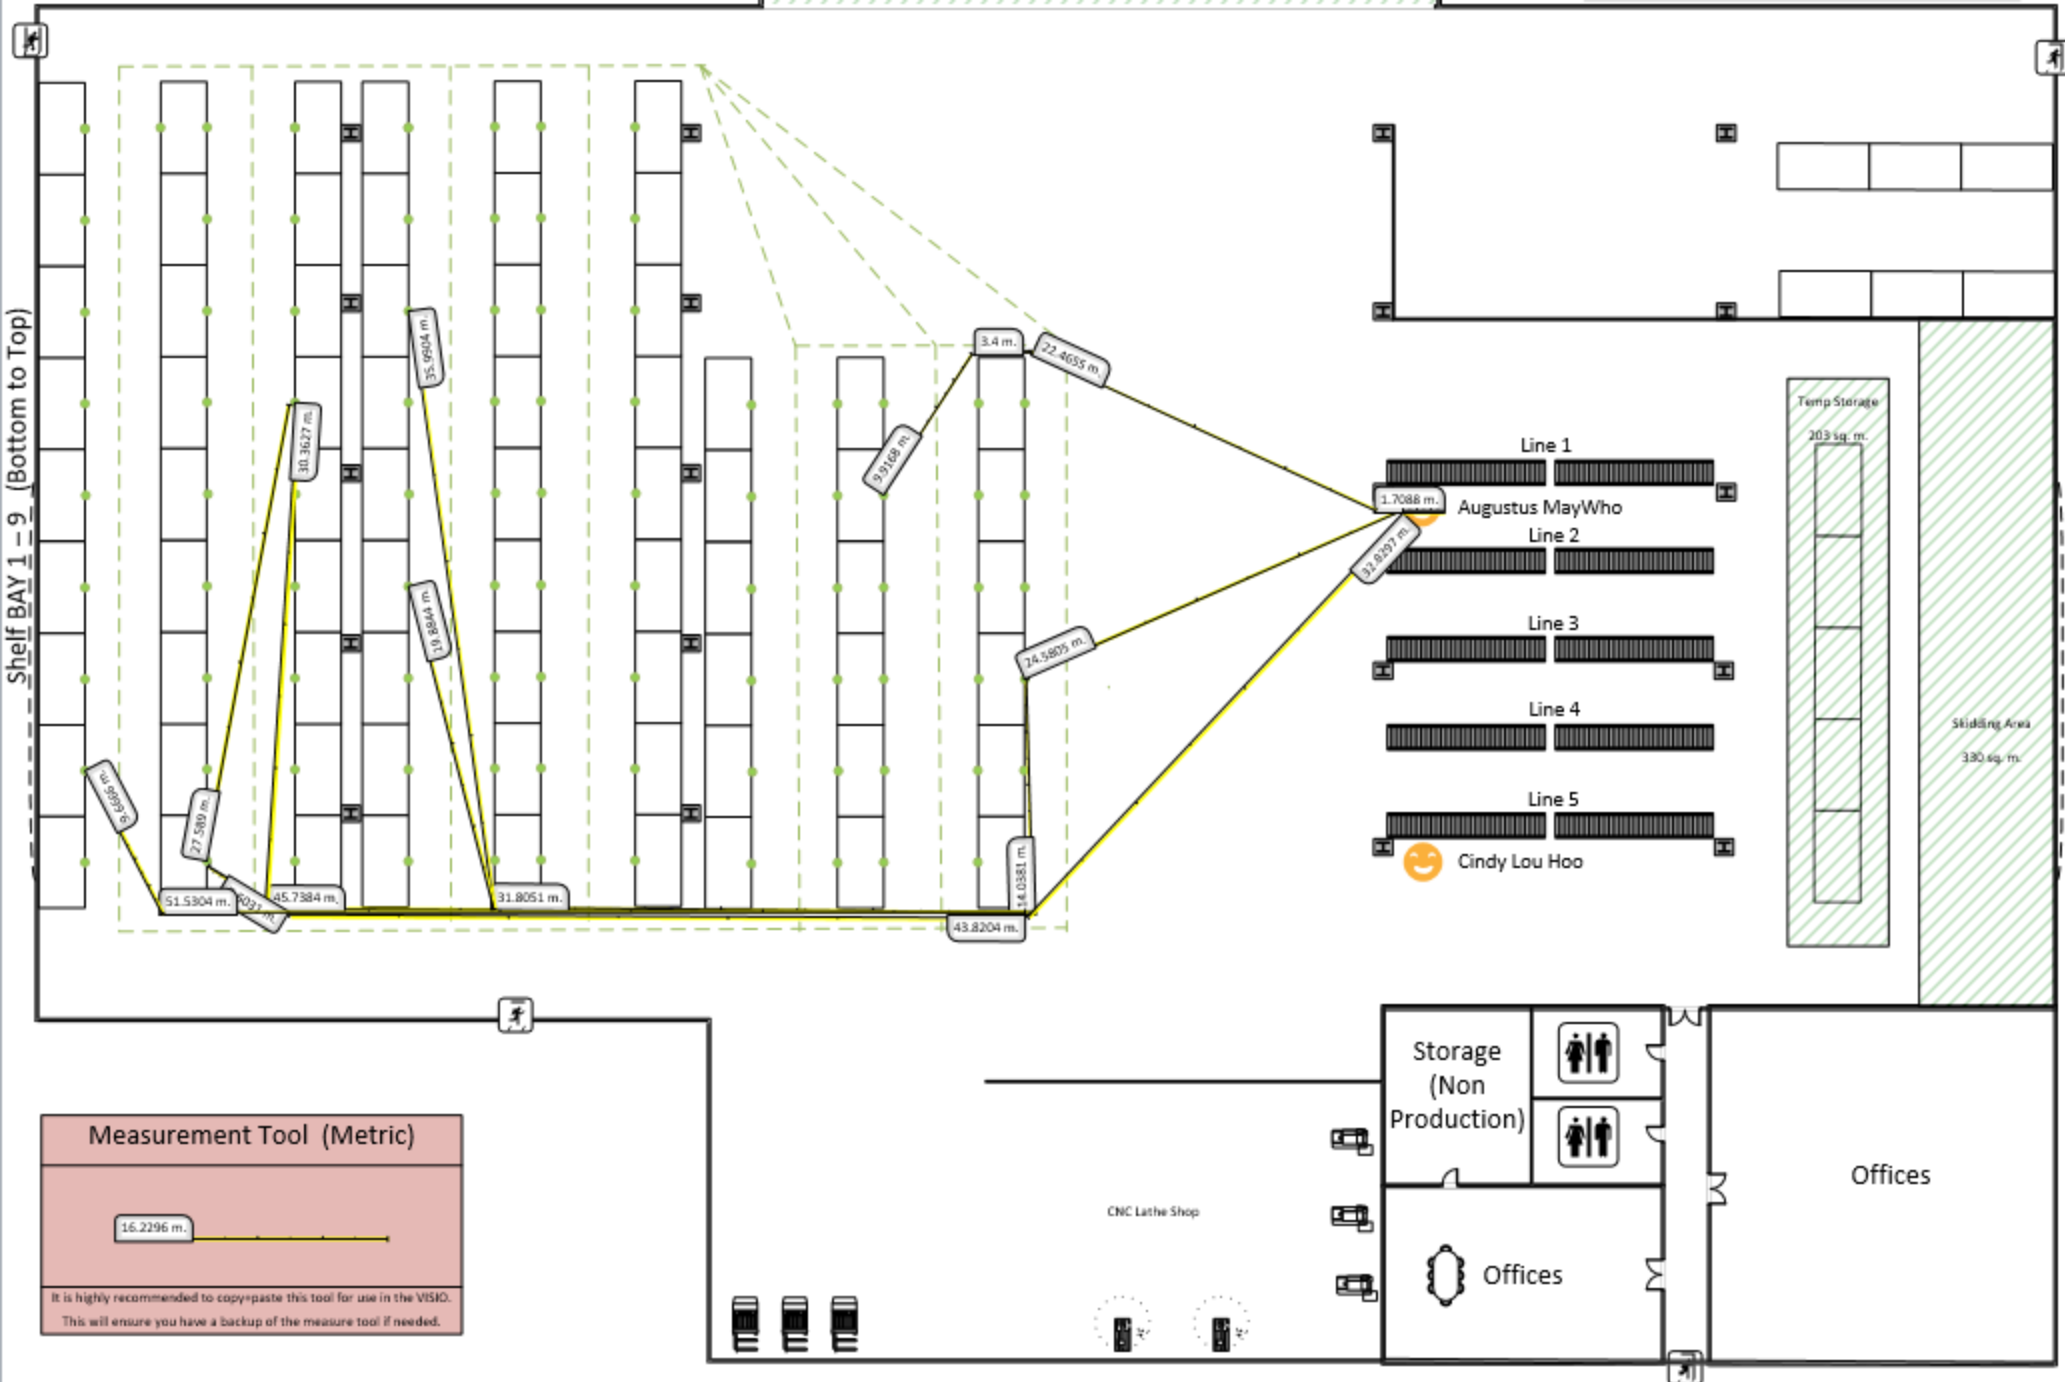 Shelf BAY 1 – 9 (Bottom to Top)
35.9904 m.
3.4 m.
22.4655 m.
30.3627 m.
9.9168 m.
Temp Storage
203 sq. m.
Line 1
1.7088 m.
Augustus MayWho
Line 2
32.8297 m.
19.8844 m.
Line 3
24.5805 m.
Line 4
Skidding Area
330 sq. m.
27.589 m.
Line 5
Cindy Lou Hoo
14.0381 m.
51.5304 m.
45.7384 m.
31.8051 m.
43.8204 m.
Storage
(Non
Production)
Measurement Tool (Metric)
16.2296 m.
It is highly recommended to copy+paste this tool for use in the VISIO.
This will ensure you have a backup of the measure tool if needed.
CNC Lathe Shop
Offices
Offices